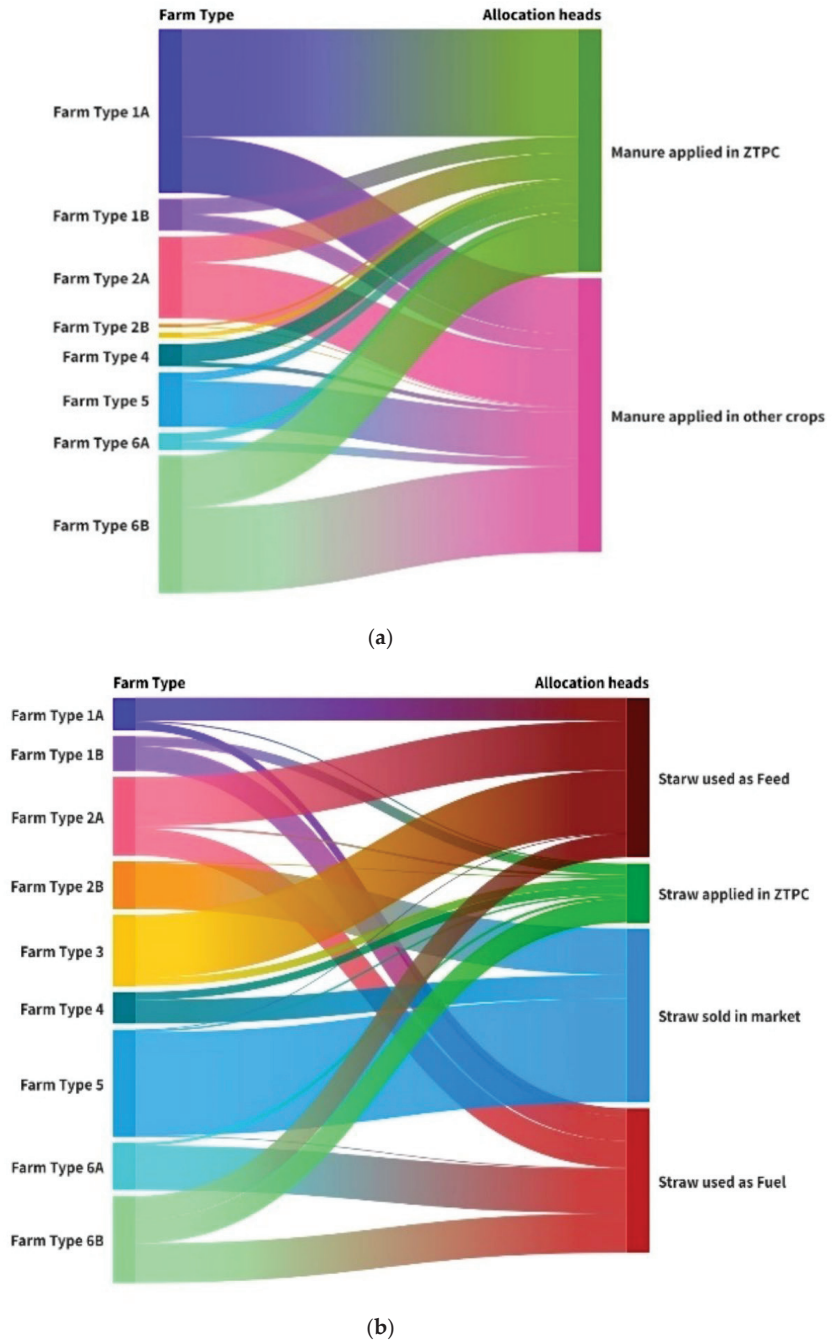 Farm Type Allocation heads
Farm Type 1A
Manure applied in ZTPC
Farm Type 1B
Farm Type 2A
Farm Type 2B
Farm Type 4
Farm Type 5
Manure applied in other crops
Farm Type 6A
Farm Type 6B
(a)
Farm Type Allocation heads
Farm Type 1A
Farm Type 1B
Starw used as Feed
Farm Type 2A
Farm Type 2B
Straw applied in ZTPC
Farm Type 3
Farm Type 4
Straw sold in market
Farm Type 5
Farm Type 6A
Straw used as Fuel
Farm Type 6B
(b)